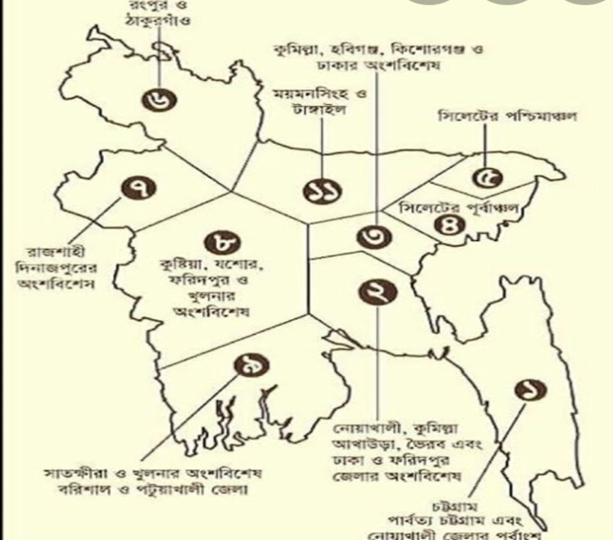 রংপুর ও
ঠাকুরগাঁও
৬
কুমিল্লা, হবিগঞ্জ, কিশোরগঞ্জ ও
ঢাকার অংশবিশেষ
ময়মনসিংহ ও
টাঙ্গাইল
১১
সিলেটের পশ্চিমাঞ্চল
৫
সিলেটের পূর্বাঞ্চল
৪
৭
রাজশাহী
দিনাজপুরের
অংশবিশেস
৮
কুষ্টিয়া, যশোর,
ফরিদপুর ও
খুলনার
অংশবিশেষ
৩
২
৯
১
নোয়াখালী, কুমিল্লা
আখাউড়া, ভৈরব এবং
ঢাকা ও ফরিদপুর
জেলার অংশবিশেষ
সাতক্ষীরা ও খুলনার অংশবিশেষ
বরিশাল ও পটুয়াখালী জেলা
চট্টগ্রাম
পার্বত্য চট্টগ্রাম এবং
নোয়াখালী জেলার পূর্বাংশ